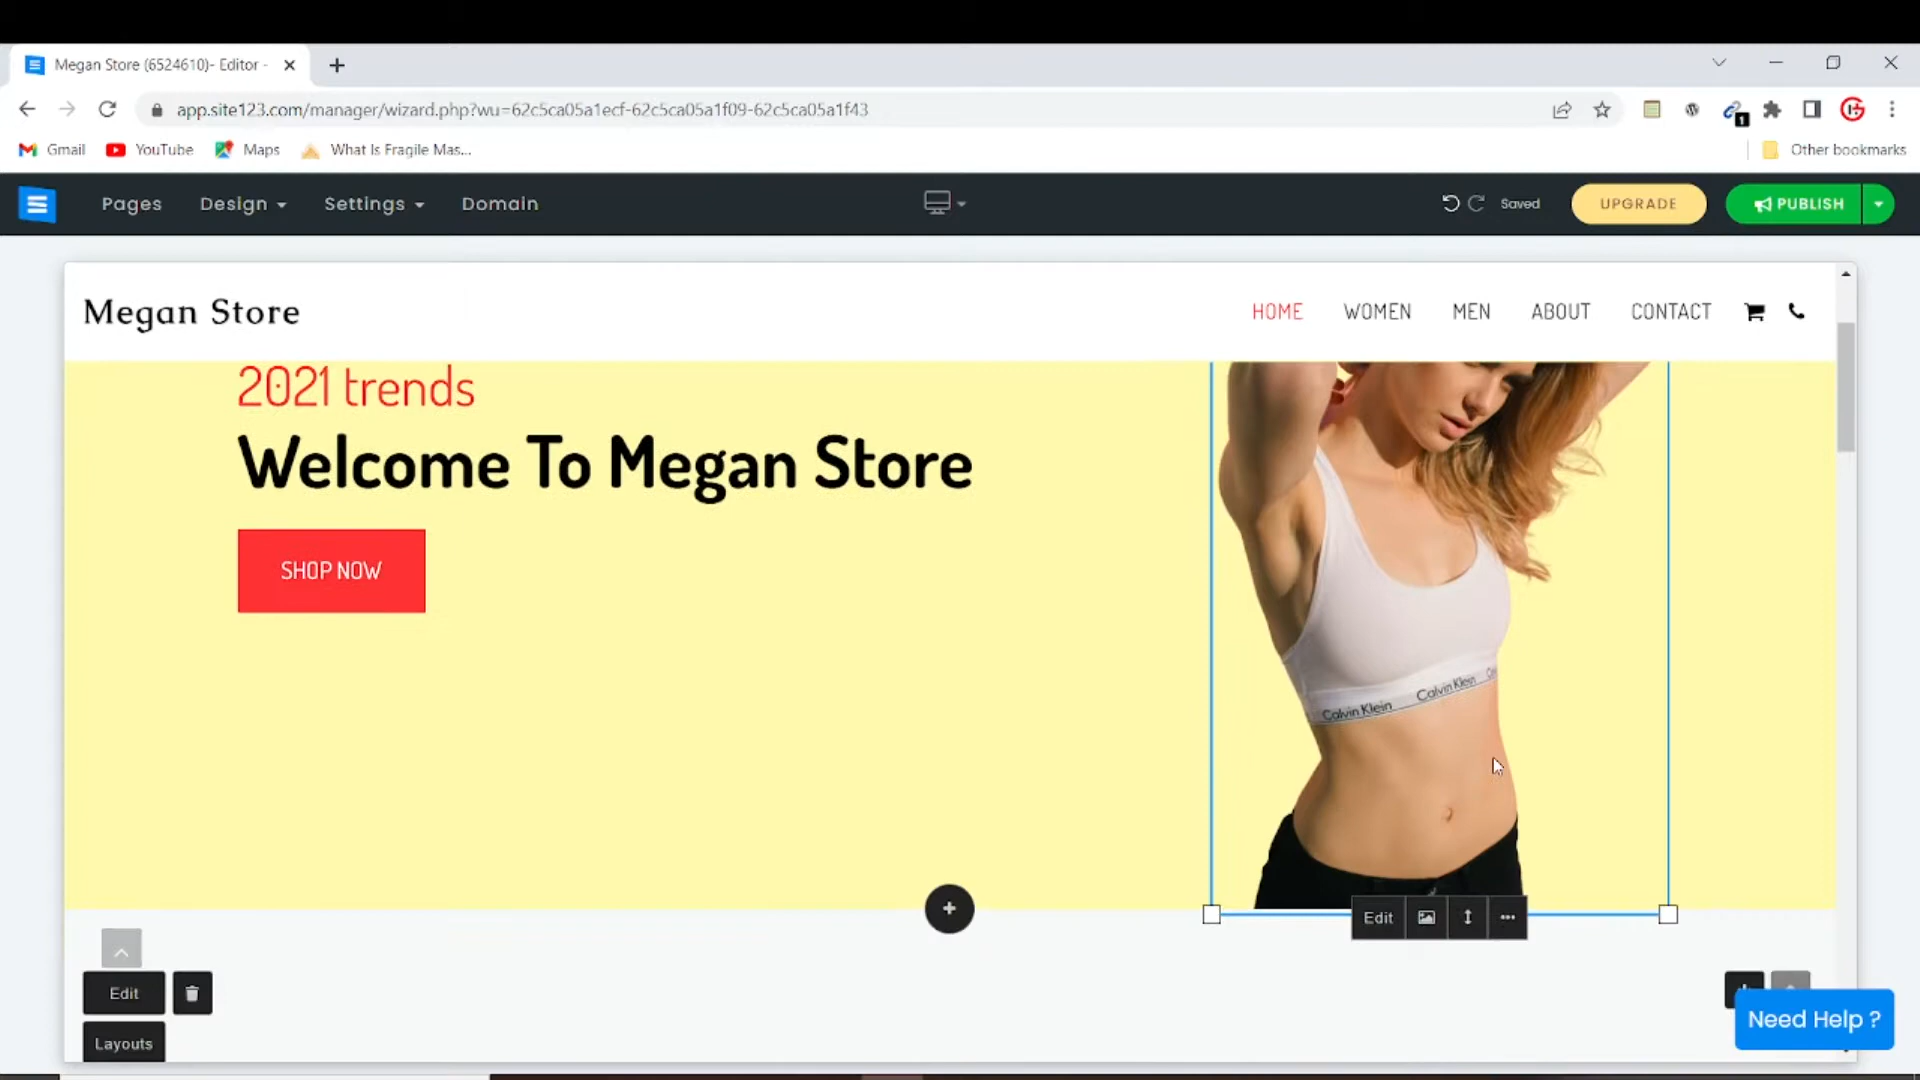 Megan Store (6524610)- Editor -
app.site123.com/manager/wizard.php?wu=62c5ca05a1ecf-62c5ca05a1f09-62c5ca05a1f43
1
Gmail
YouTube
Maps
What Is Fragile Mas...
Other bookmarks
Pages
Design
Settings
Domain
Saved
UPGRADE
PUBLISH
Megan Store
HOME
WOMEN
MEN
ABOUT
CONTACT
2021 trends
Welcome To Megan Store
SHOP NOW
Calvin Klein
Calvin Klein
Edit
Edit
Layouts
Need Help ?